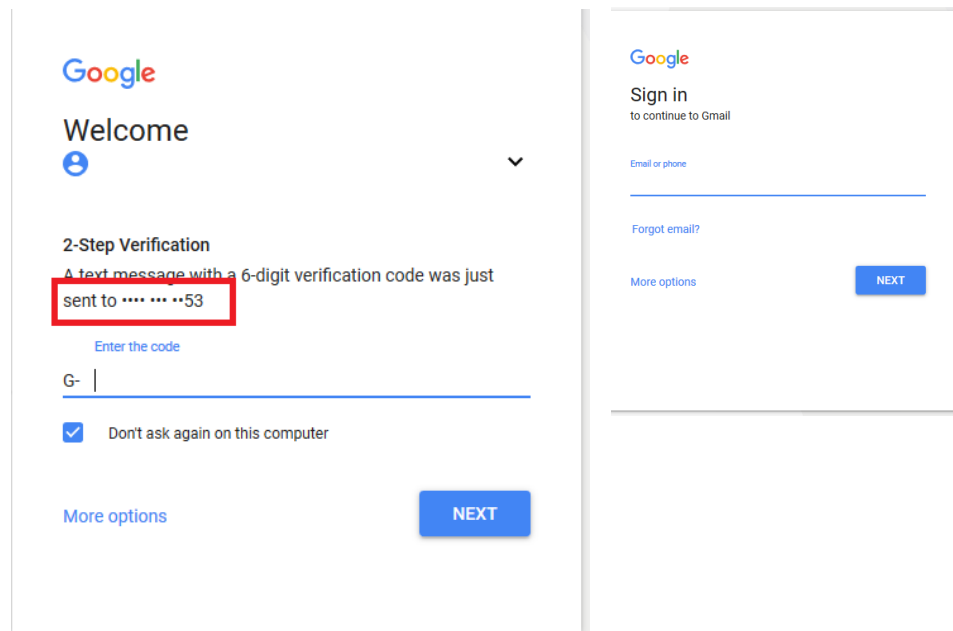 Google
Welcome
2-Step Verification
A text message with a 6-digit verification code was just
sent to •••• ••• ••53
Enter the code
G-
Don't ask again on this computer
More options
NEXT
Google
Sign in
to continue to Gmail
Email or phone
Forgot email?
More options
NEXT